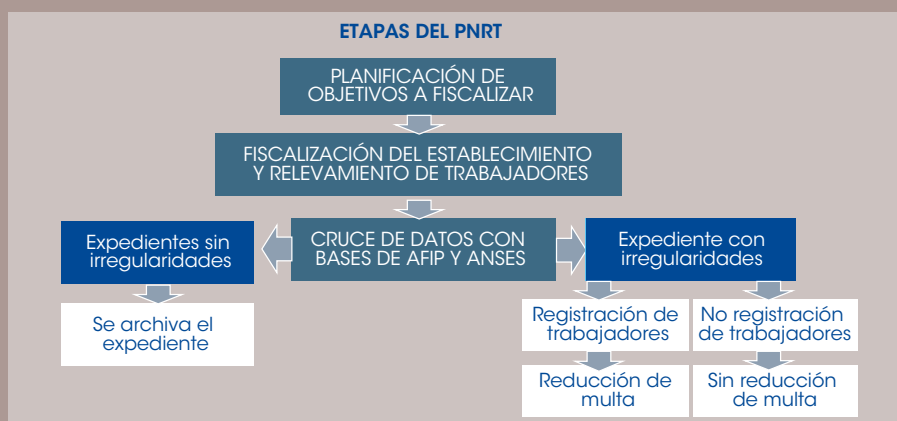 ETAPAS DEL PNRT
PLANIFICACIÓN DE
OBJETIVOS A FISCALIZAR
FISCALIZACIÓN DEL ESTABLECIMIENTO
Y RELEVAMIENTO DE TRABAJADORES
CRUCE DE DATOS CON
BASES DE AFIP Y ANSES
Expedientes sin
irregularidades
Se archiva el
expediente
Expediente con
irregularidades
Registración de
trabajadores
Reducción de
multa
No registración
de trabajadores
Sin reducción
de multa